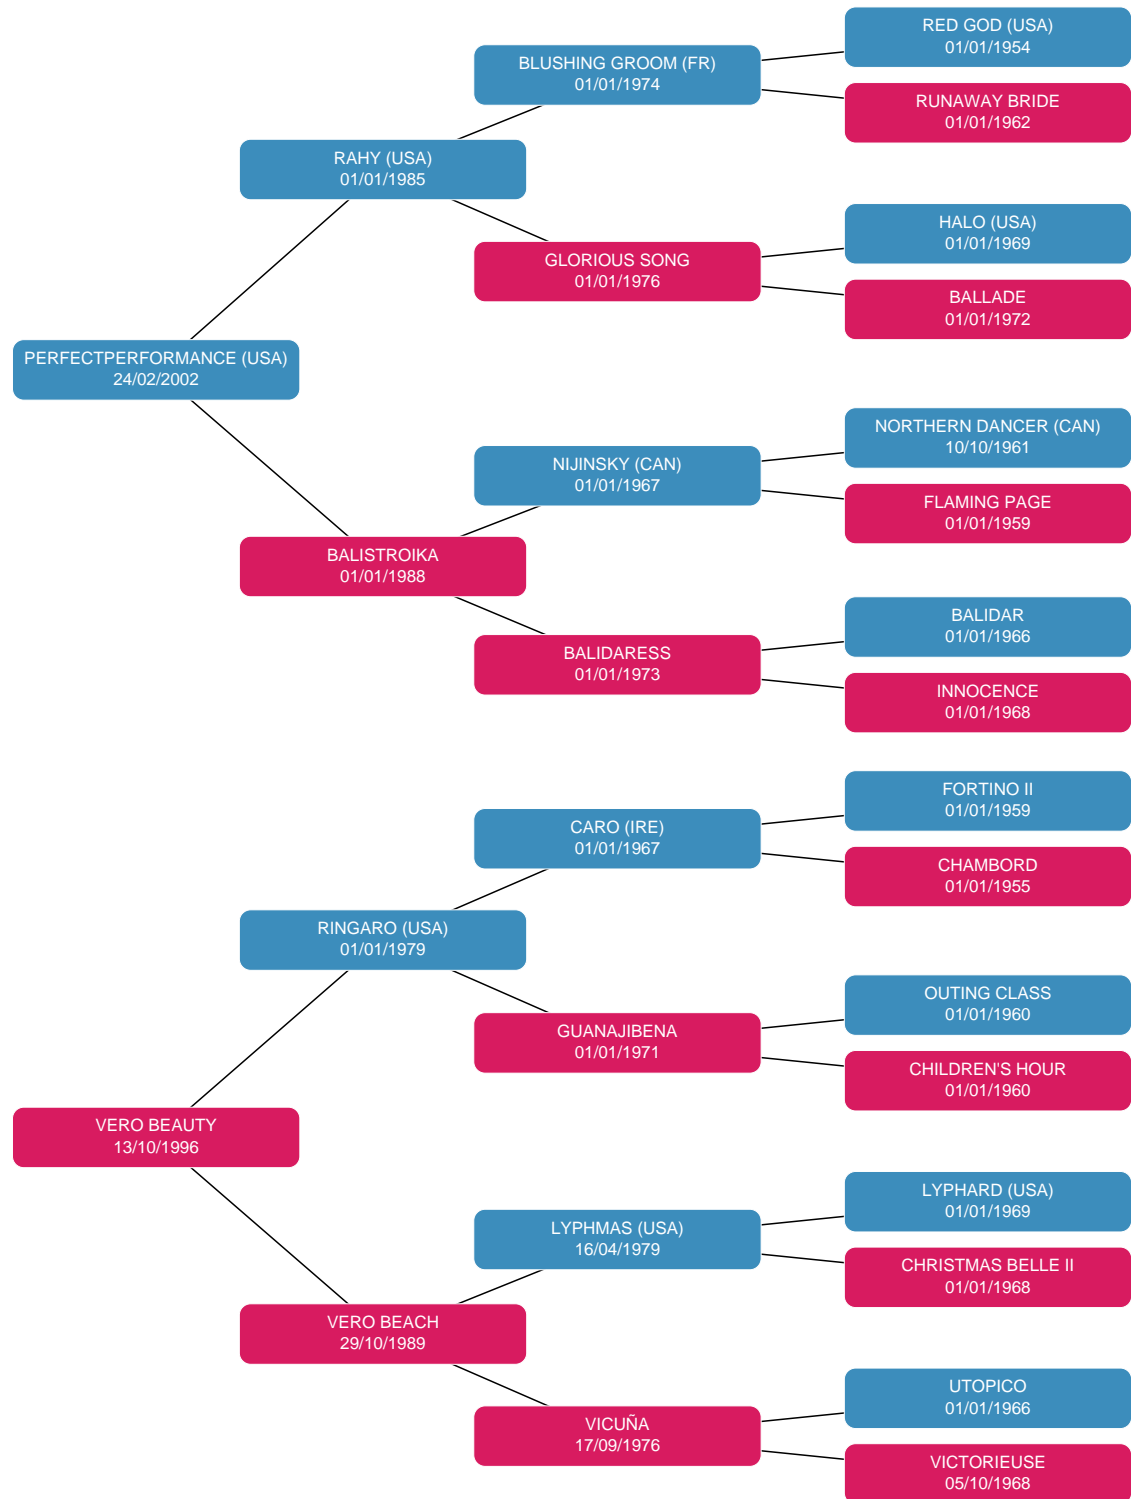 RED GOD (USA)
01/01/1954
BLUSHING GROOM (FR)
01/01/1974
RUNAWAY BRIDE
01/01/1962
RAHY (USA)
01/01/1985
HALO (USA)
01/01/1969
GLORIOUS SONG
01/01/1976
BALLADE
01/01/1972
PERFECTPERFORMANCE (USA)
24/02/2002
NORTHERN DANCER (CAN)
10/10/1961
NIJINSKY (CAN)
01/01/1967
FLAMING PAGE
01/01/1959
BALISTROIKA
01/01/1988
BALIDAR
01/01/1966
BALIDARESS
01/01/1973
INNOCENCE
01/01/1968
FORTINO II
01/01/1959
CARO (IRE)
01/01/1967
CHAMBORD
01/01/1955
RINGARO (USA)
01/01/1979
OUTING CLASS
01/01/1960
GUANAJIBENA
01/01/1971
CHILDREN'S HOUR
01/01/1960
VERO BEAUTY
13/10/1996
LYPHARD (USA)
01/01/1969
LYPHMAS (USA)
16/04/1979
CHRISTMAS BELLE II
01/01/1968
VERO BEACH
29/10/1989
UTOPICO
01/01/1966
VICUÑA
17/09/1976
VICTORIEUSE
05/10/1968